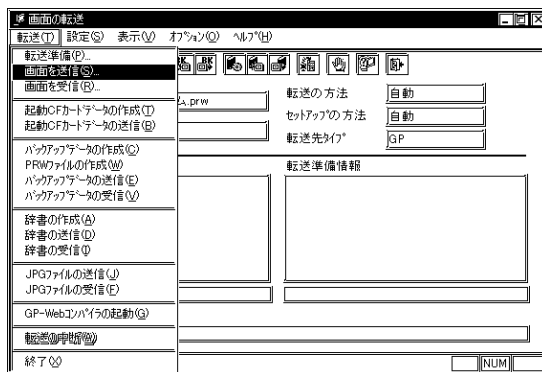 画面の転送
転送(T) 設定(S) 表示(V) ｵﾌﾟｼｮﾝ(O) ﾍﾙﾌﾟ(H)
転送準備(P)...
画面を送信(S)...
画面を受信(R)...
起動CFｶｰﾄﾞﾃﾞｰﾀの作成(T)
起動CFｶｰﾄﾞﾃﾞｰﾀの送信(B)
ﾊﾞｯｸｱｯﾌﾟﾃﾞｰﾀの作成(C)
PRWﾌｧｲﾙの作成(W)
ﾊﾞｯｸｱｯﾌﾟﾃﾞｰﾀの送信(E)
ﾊﾞｯｸｱｯﾌﾟﾃﾞｰﾀの受信(V)
辞書の作成(A)
辞書の送信(D)
辞書の受信(I)
JPGﾌｧｲﾙの送信(J)
JPGﾌｧｲﾙの受信(F)
GP-Webｺﾝﾊﾟｲﾗの起動(G)
転送の中断(N)
終了(X)
ム.prw
転送の方法 自動
ｾｯﾄｱｯﾌﾟの方法 自動
転送先ﾀｲﾌﾟ GP
転送準備情報
NUM